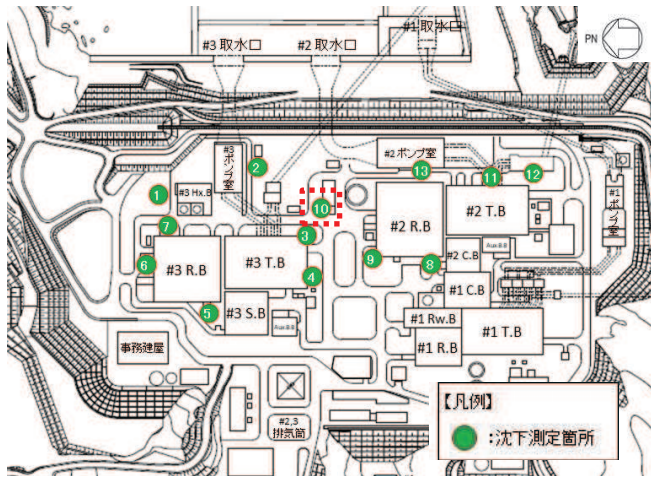 #3 取水口
#2 取水口
#1 取水口
PN
#3 ポンプ室
#2 ポンプ室
#1 ポンプ室
2
13
11
12
1
#3 Hx.B
10
7
3
#2 R.B
#2 T.B
6
#3 R.B
#3 T.B
4
9
8
#2 C.B
Aux.B.B
#1 C.B
5
#3 S.B
Aux.B.B
#1 Rw.B
#1 T.B
#1 R.B
事務建屋
#2,3
排気筒
【凡例】
:沈下測定箇所